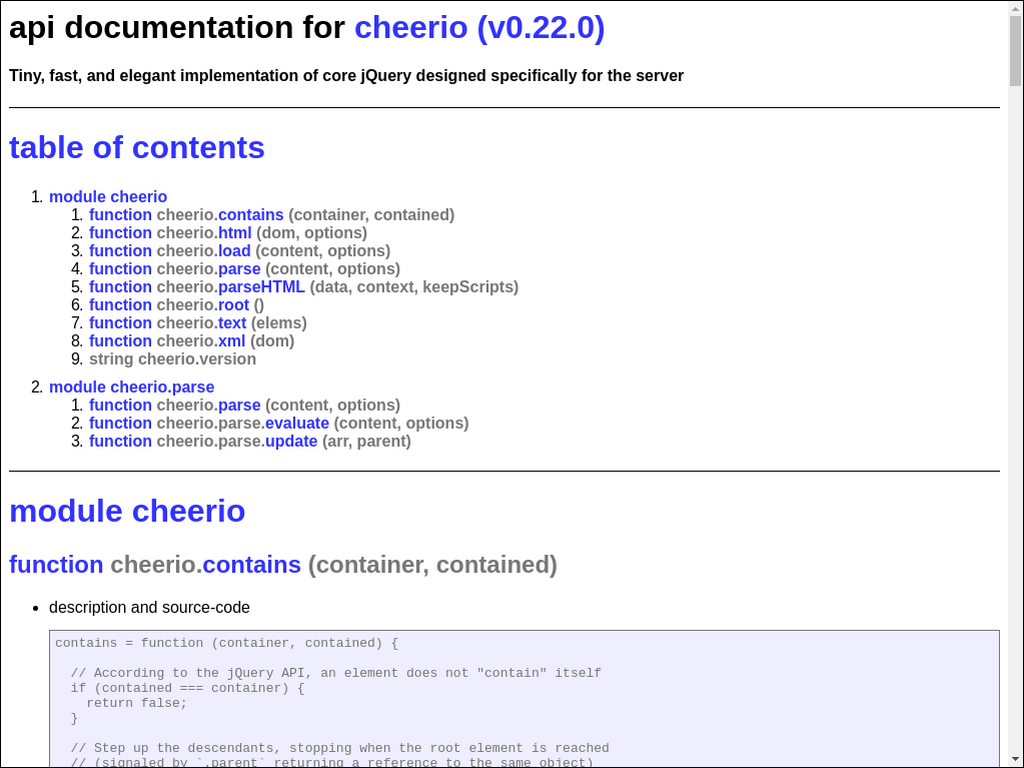 api documentation for cheerio (v0.22.0)
Tiny, fast, and elegant implementation of core jQuery designed specifically for the server
table of contents
1. module cheerio
1. function cheerio.contains (container, contained)
2. function cheerio.html (dom, options)
3. function cheerio.load (content, options)
4. function cheerio.parse (content, options)
5. function cheerio.parseHTML (data, context, keepScripts)
6. function cheerio.root ()
7. function cheerio.text (elems)
8. function cheerio.xml (dom)
9. string cheerio.version
2. module cheerio.parse
1. function cheerio.parse (content, options)
2. function cheerio.parse.evaluate (content, options)
3. function cheerio.parse.update (arr, parent)
module cheerio
function cheerio.contains (container, contained)
• description and source-code
contains = function (container, contained) {
  // According to the jQuery API, an element does not "contain" itself
  if (contained === container) {
    return false;
  }
  // Step up the descendants, stopping when the root element is reached
  // (signaled by `.parent` returning a reference to the same object)